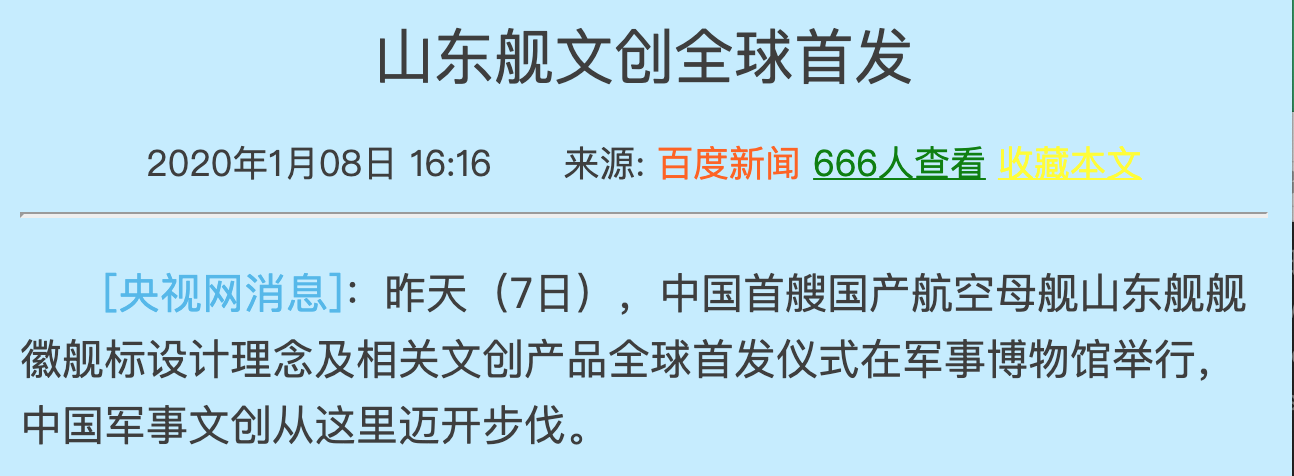 山东舰文创全球首发
2020年1月08日 16:16 来源: 百度新闻 666人查看 收藏本文
[央视网消息]：昨天（7日），中国首艘国产航空母舰山东舰舰
徽舰标设计理念及相关文创产品全球首发仪式在军事博物馆举行，
中国军事文创从这里迈开步伐。